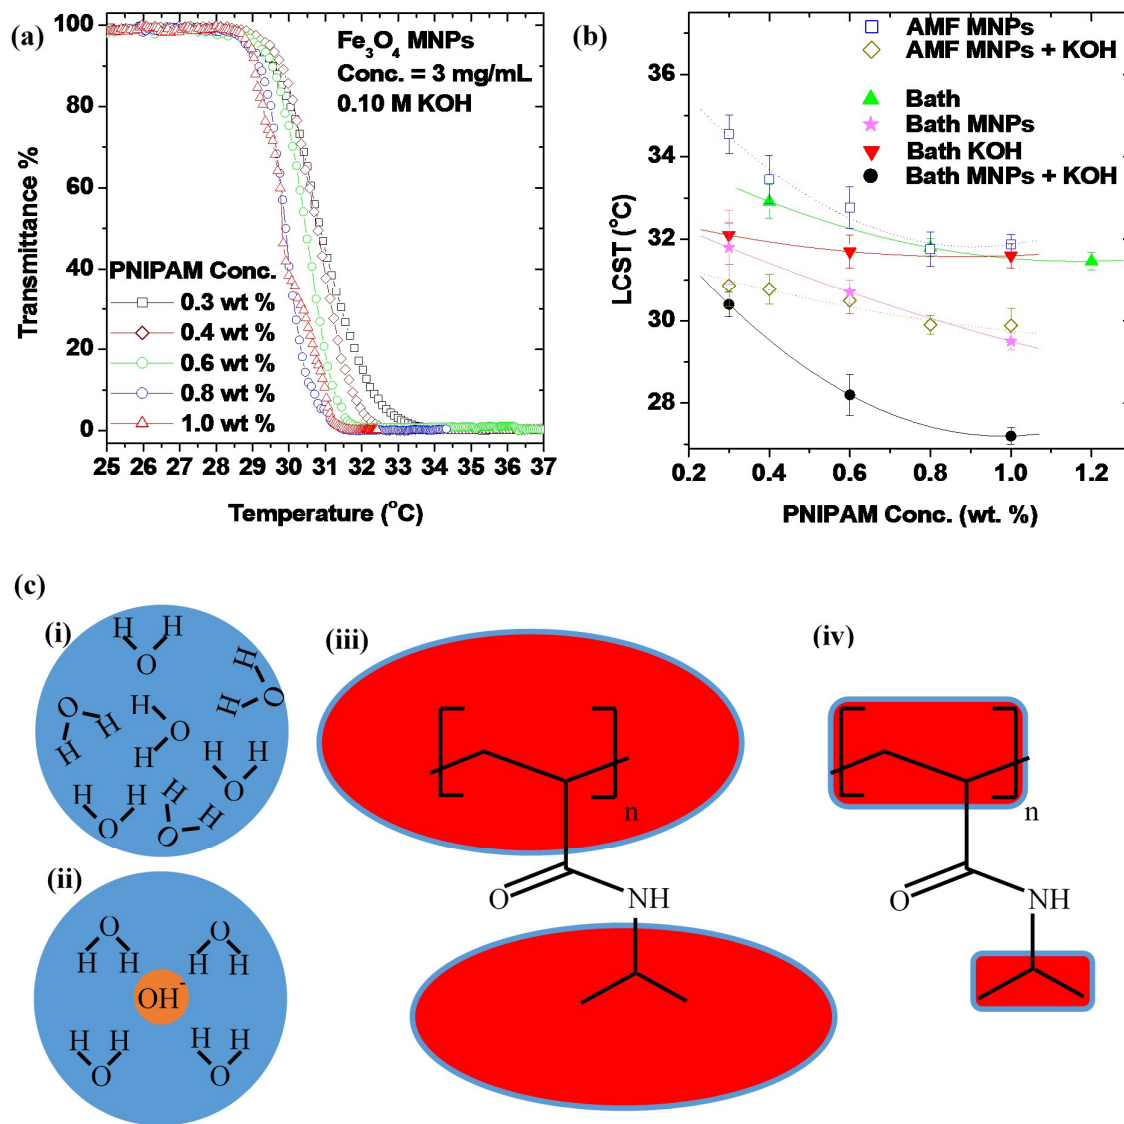 (a)
Fe3O4 MNPs
Conc. = 3 mg/mL
0.10 M KOH
Transmittance %
100
80
60
40
20
0
PNIPAM Conc.
0.3 wt %
0.4 wt %
0.6 wt %
0.8 wt %
1.0 wt %
25 26 27 28 29 30 31 32 33 34 35 36 37
Temperature (°C)
(b)
AMF MNPs
AMF MNPs + KOH
Bath
Bath MNPs
Bath KOH
Bath MNPs + KOH
LCST (°C)
36
34
32
30
28
0.2 0.4 0.6 0.8 1.0 1.2
PNIPAM Conc. (wt. %)
(c)
(i)
H H
O
H
H O
O H
H
H
H O
H H
O
H H
O
H H
O
(ii)
O
H H
O
H H
OH-
H H
O
H H
O
(iii)
n
O
NH
(iv)
n
O
NH